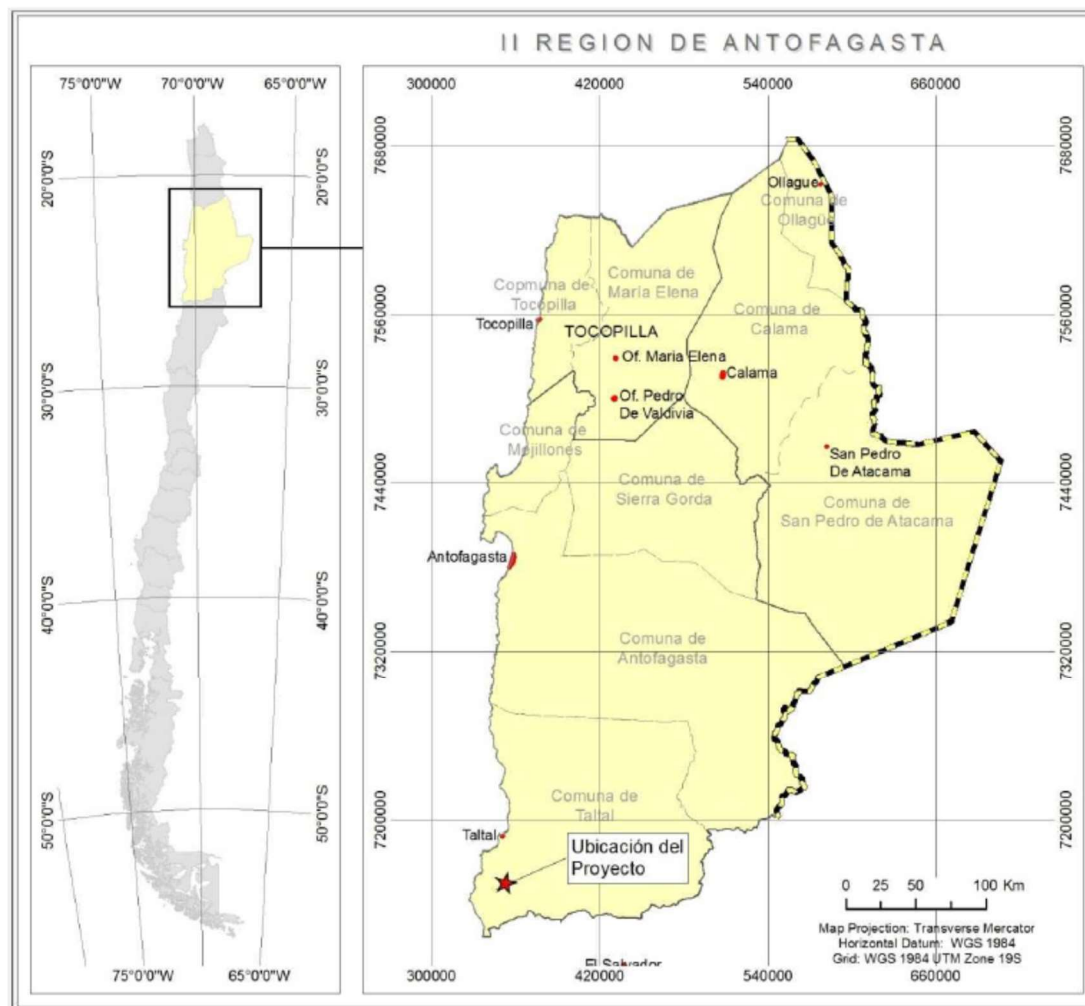 II REGION DE ANTOFAGASTA
75°0'0"W
70°0'0"W
65°0'0"W
20°0'0"S
20°0'0"S
30°0'0"S
30°0'0"S
40°0'0"S
40°0'0"S
50°0'0"S
50°0'0"S
75°0'0"W
70°0'0"W
65°0'0"W
300000
420000
540000
660000
7680000
7680000
7560000
7560000
7440000
7440000
7320000
7320000
7200000
7200000
Ollague
Comuna de
Ollagüe
Comuna de
María Elena
Copmuna de
Tocopilla
Tocopilla
TOCOPILLA
Comuna de
Calama
Of. Maria Elena
Calama
Of. Pedro
De Valdivia
Comuna de
Mejillones
San Pedro
De Atacama
Comuna de
Sierra Gorda
Comuna de
San Pedro de Atacama
Antofagasta
Comuna de
Antofagasta
Comuna de
Taltal
Taltal
Ubicación del
Proyecto
0 25 50 100 Km
Map Projection: Transverse Mercator
Horizontal Datum: WGS 1984
Grid: WGS 1984 UTM Zone 19S
El Salvador
300000
420000
540000
660000